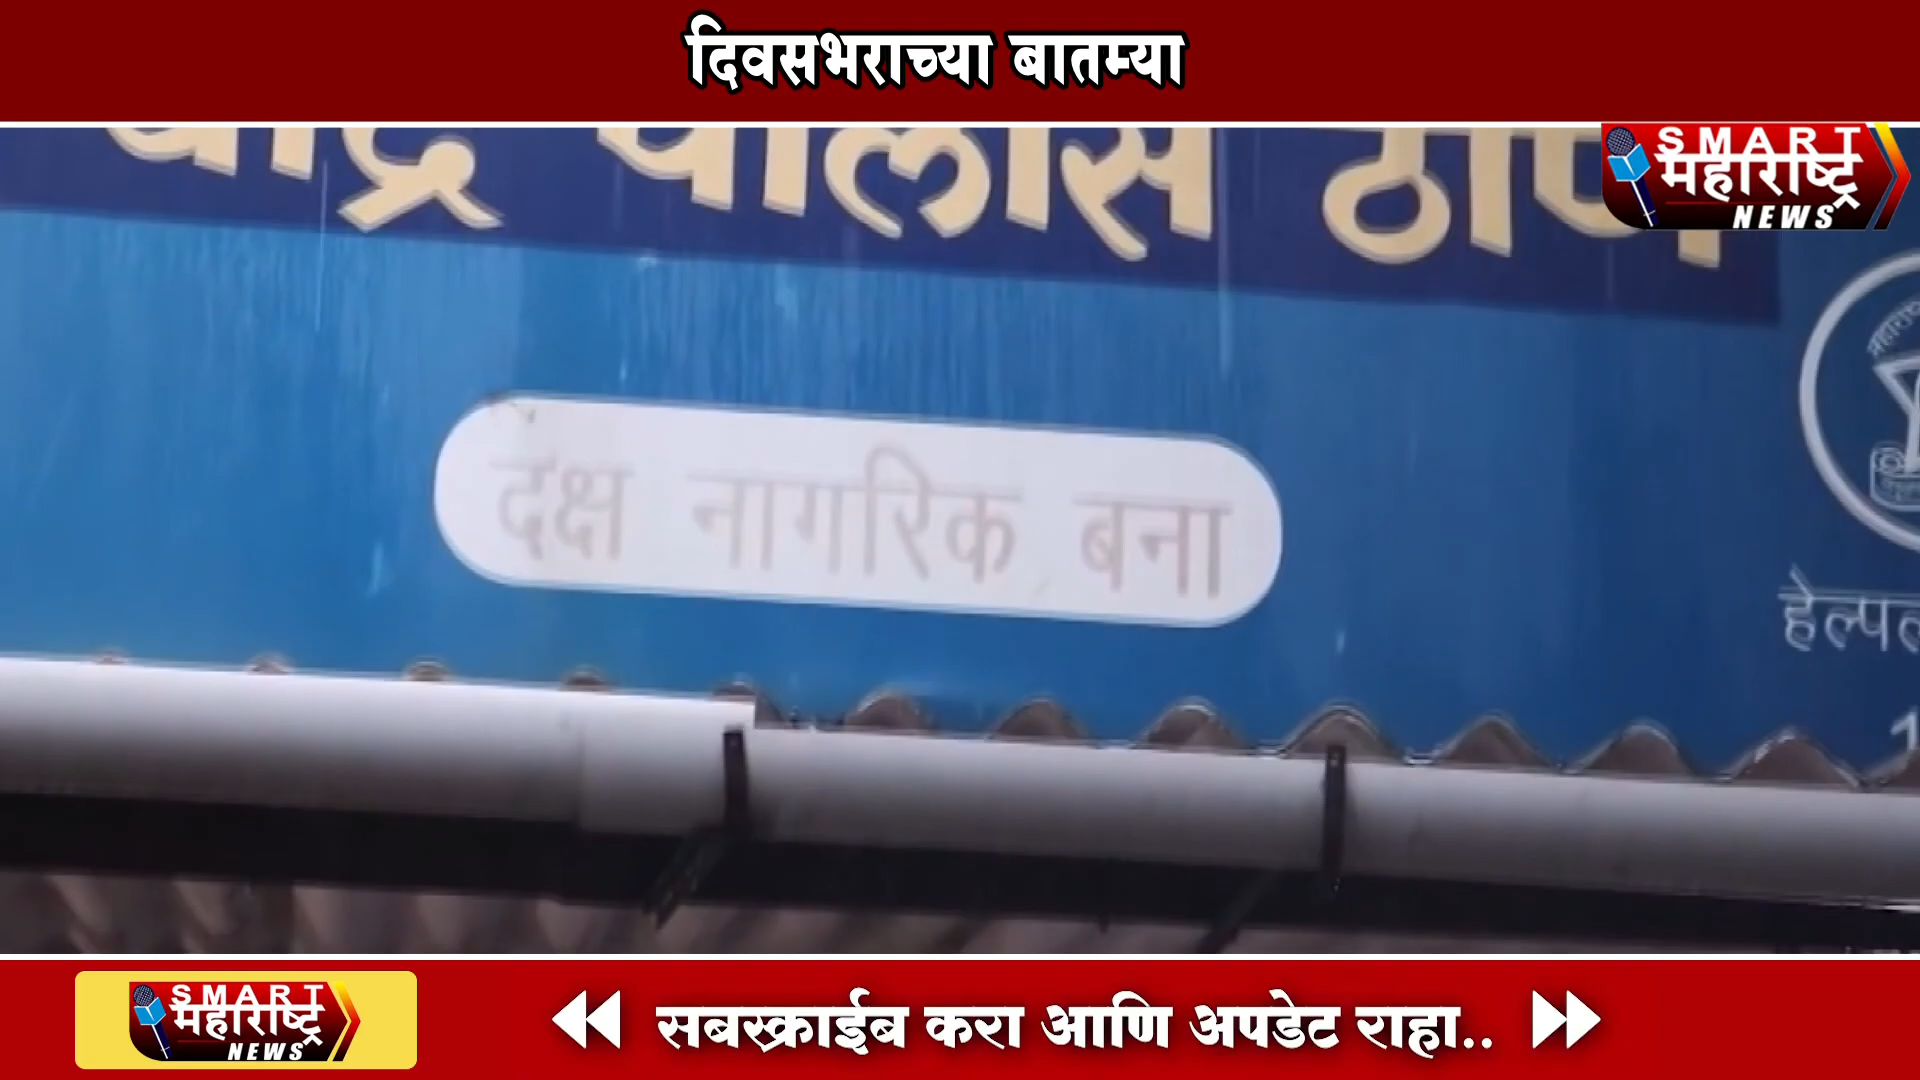 दिवसभराच्या बातम्या
पोलीस
SMART
महाराष्ट्र
NEWS
दक्ष नागरिक बना
SMART
महाराष्ट्र
NEWS
सबस्क्राईब करा आणि अपडेट राहा..